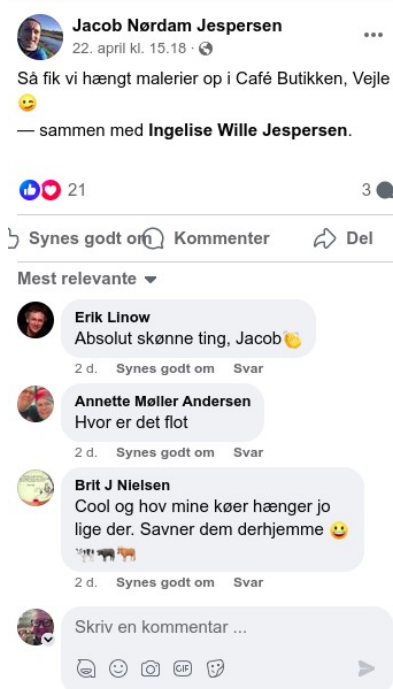 Jacob Nørdam Jespersen
22. april kl. 15.18 ·
Så fik vi hængt malerier op i Café Butikken, Vejle
😉
— sammen med Ingelise Wille Jespersen.
21
3
Synes godt om
Kommenter
Del
Mest relevante
Erik Linow
Absolut skønne ting, Jacob👏
2 d. Synes godt om Svar
Annette Møller Andersen
Hvor er det flot
2 d. Synes godt om Svar
Brit J Nielsen
Cool og hov mine køer hænger jo
lige der. Savner dem derhjemme 😃
🐄🐃🐂
2 d. Synes godt om Svar
Skriv en kommentar ...
GIF